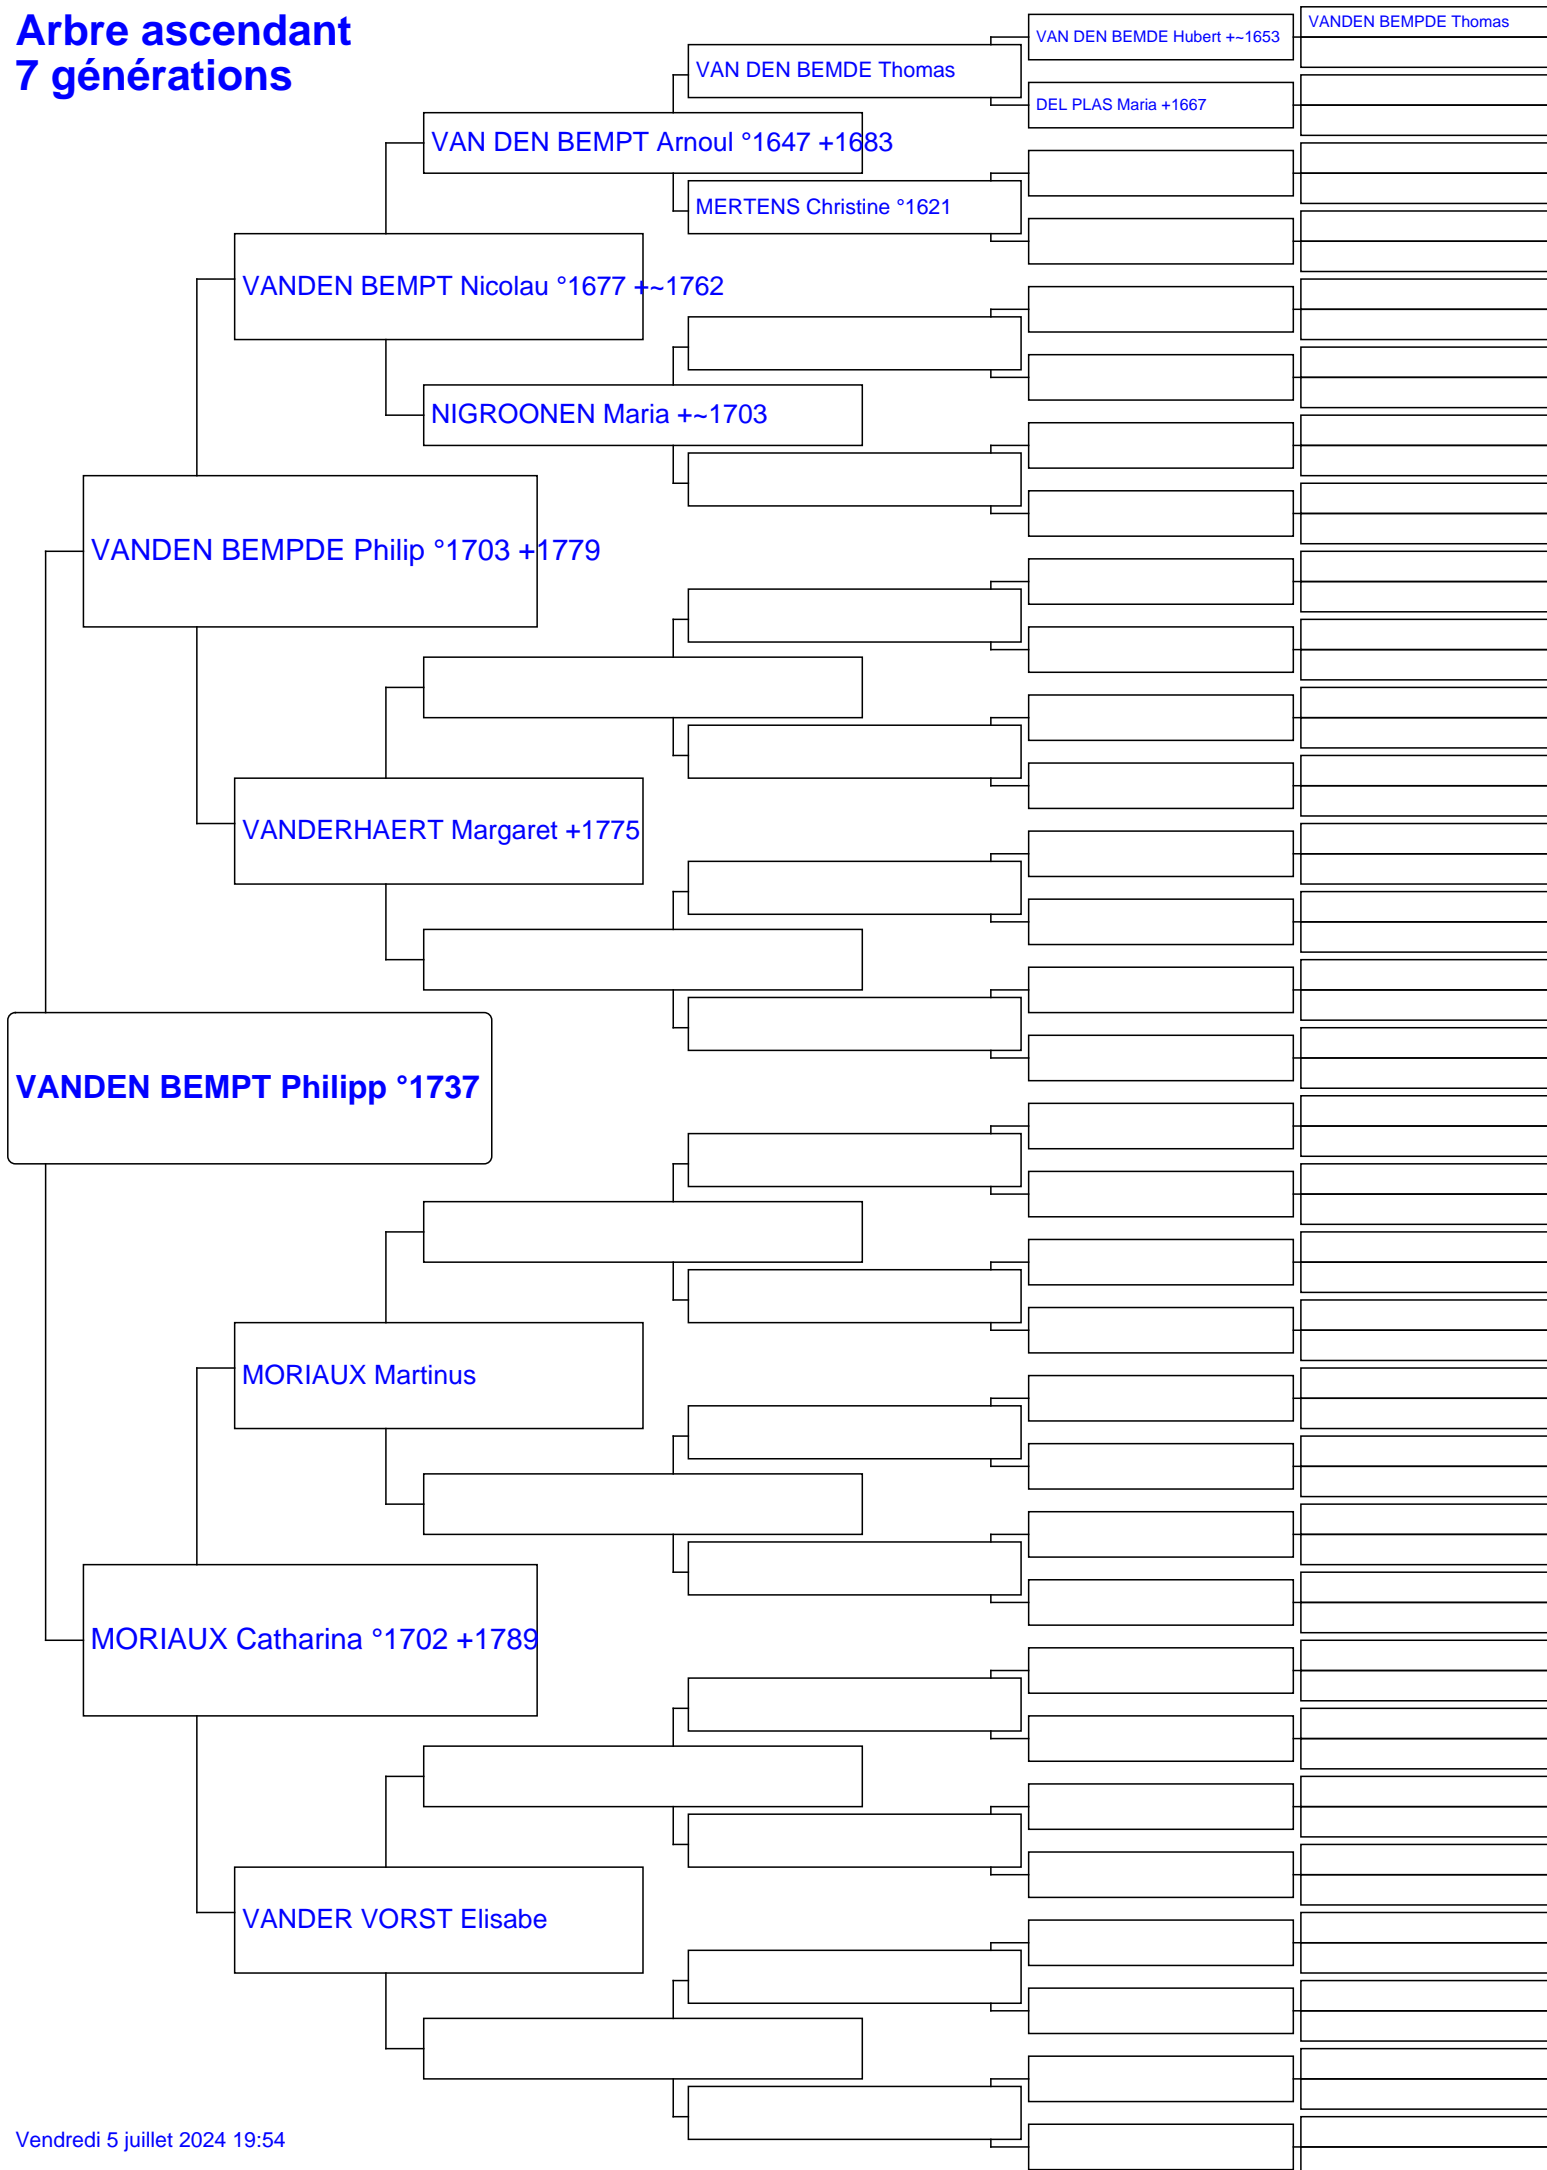 Arbre ascendant
7 générations
VANDEN BEMPDE Thomas
VAN DEN BEMDE Hubert +~1653
VAN DEN BEMDE Thomas
DEL PLAS Maria +1667
VAN DEN BEMPT Arnoul °1647 +1683
MERTENS Christine °1621
VANDEN BEMPT Nicolau °1677 +~1762
NIGROONEN Maria +~1703
VANDEN BEMPDE Philip °1703 +1779
VANDERHAERT Margaret +1775
VANDEN BEMPT Philipp °1737
MORIAUX Martinus
MORIAUX Catharina °1702 +1789
VANDER VORST Elisabe
Vendredi 5 juillet 2024 19:54